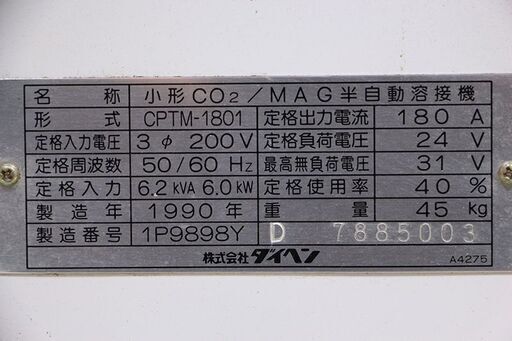 名称 小形CO2/MAG半自動溶接機
形式 CPTM-1801 定格出力電流 180 A
定格入力電圧 3φ 200V 定格負荷電圧 24 V
定格周波数 50/60 Hz 最高無負荷電圧 31 V
定格入力 6.2 kVA 6.0 kW 定格使用率 40 %
製造年 1990年 重量 45 kg
製造番号 1P9898Y D 7885003
株式会社ダイヘン A4275